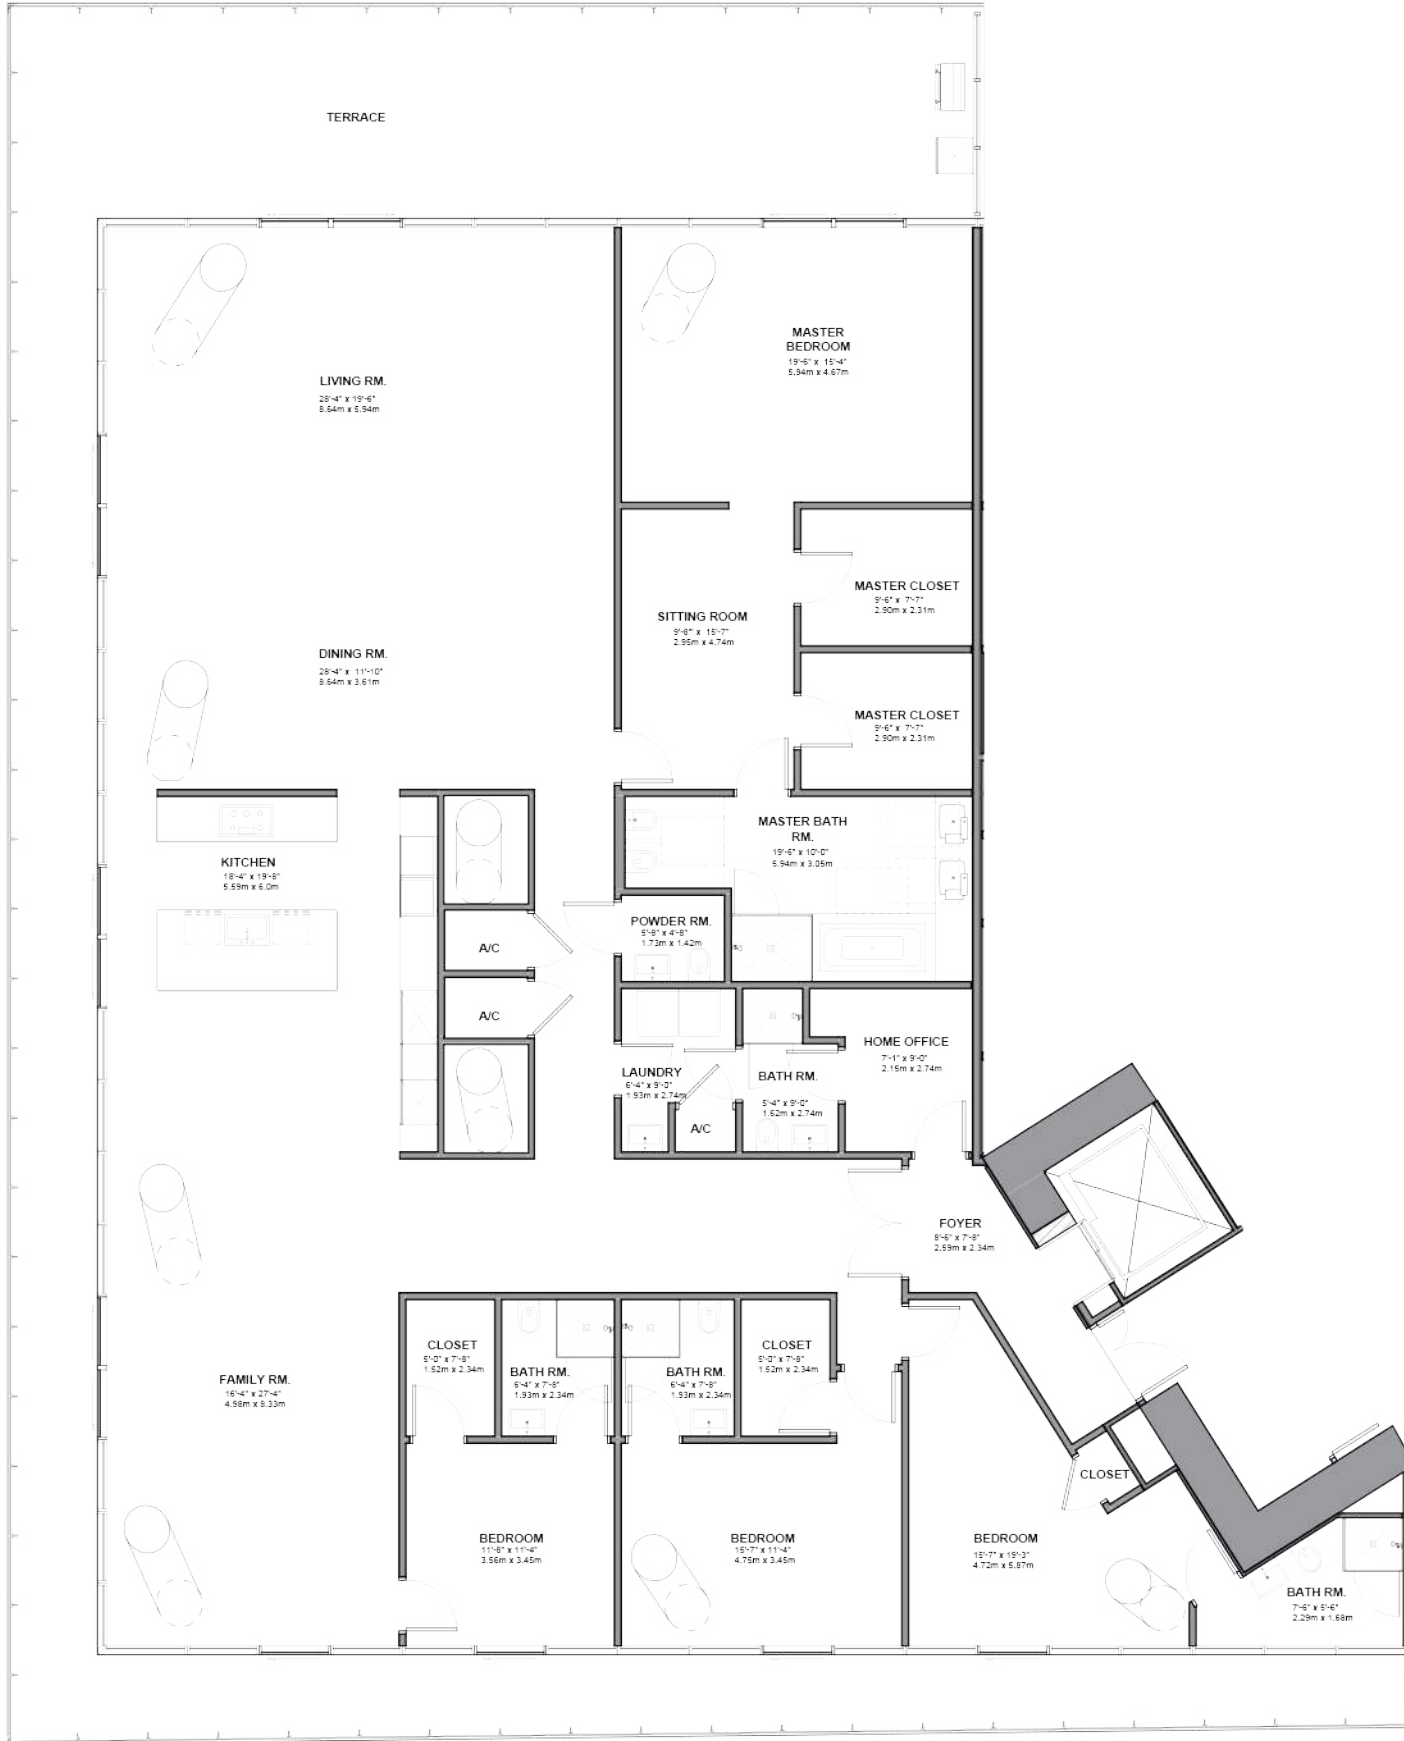 TERRACE
MASTER
BEDROOM
19'-6" x 15'-4"
5.94m x 4.67m
LIVING RM.
28'-4" x 19'-6"
8.64m x 5.94m
MASTER CLOSET
9'-6" x 7'-7"
2.90m x 2.31m
SITTING ROOM
9'-8" x 15'-7"
2.95m x 4.74m
DINING RM.
28'-4" x 11'-10"
8.64m x 3.61m
MASTER CLOSET
9'-6" x 7'-7"
2.90m x 2.31m
MASTER BATH
RM.
19'-6" x 10'-0"
5.94m x 3.05m
KITCHEN
18'-4" x 19'-8"
5.59m x 6.0m
POWDER RM.
5'-8" x 4'-8"
1.73m x 1.42m
A/C
A/C
HOME OFFICE
7'-1" x 9'-0"
2.15m x 2.74m
LAUNDRY
6'-4" x 9'-0"
1.93m x 2.74m
BATH RM.
5'-4" x 9'-0"
1.62m x 2.74m
A/C
FOYER
8'-6" x 7'-8"
2.59m x 2.34m
CLOSET
5'-0" x 7'-8"
1.52m x 2.34m
BATH RM.
6'-4" x 7'-8"
1.93m x 2.34m
BATH RM.
6'-4" x 7'-8"
1.93m x 2.34m
CLOSET
5'-0" x 7'-8"
1.52m x 2.34m
FAMILY RM.
16'-4" x 27'-4"
4.98m x 8.33m
CLOSET
BEDROOM
11'-8" x 11'-4"
3.56m x 3.45m
BEDROOM
15'-7" x 11'-4"
4.75m x 3.45m
BEDROOM
15'-7" x 19'-3"
4.72m x 5.87m
BATH RM.
7'-6" x 5'-6"
2.29m x 1.68m